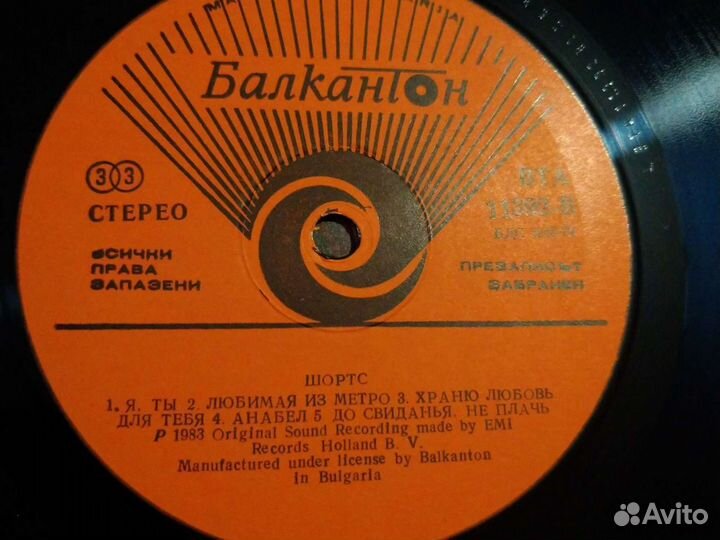 Балкантон
33
СТЕРЕО
ВСИЧКИ
ПРАВА
ЗАПАЗЕНИ
ПРЕЗАПИСЪТ
ЗАБРАНЕН
ШОРТС
1. Я, ТЫ 2. ЛЮБИМАЯ ИЗ МЕТРО 3. ХРАНЮ ЛЮБОВЬ
ДЛЯ ТЕБЯ 4. АНАБЕЛ 5 ДО СВИДАНЬЯ, НЕ ПЛАЧЬ
P 1983 Original Sound Recording made by EMI
Records Holland B. V.
Manufactured under license by Balkanton
in Bulgaria
Avito